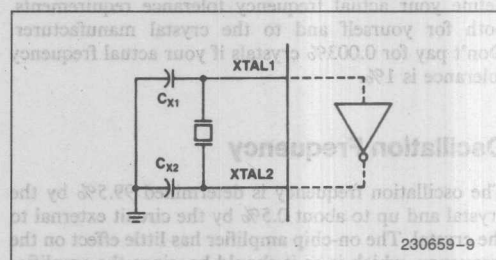 XTAL1
CX1
CX2
XTAL2
230659-9
efine your actual frequency tolerance requirements,
both for yourself and to the crystal manufacturer.
Don't pay for 0.003% crystals if your actual frequency
tolerance is 1%.
Oscillation Frequency
The oscillation frequency is determined 99.5% by the
crystal and up to about 0.5% by the circuit external to
the crystal. The on-chip amplifier has little effect on the